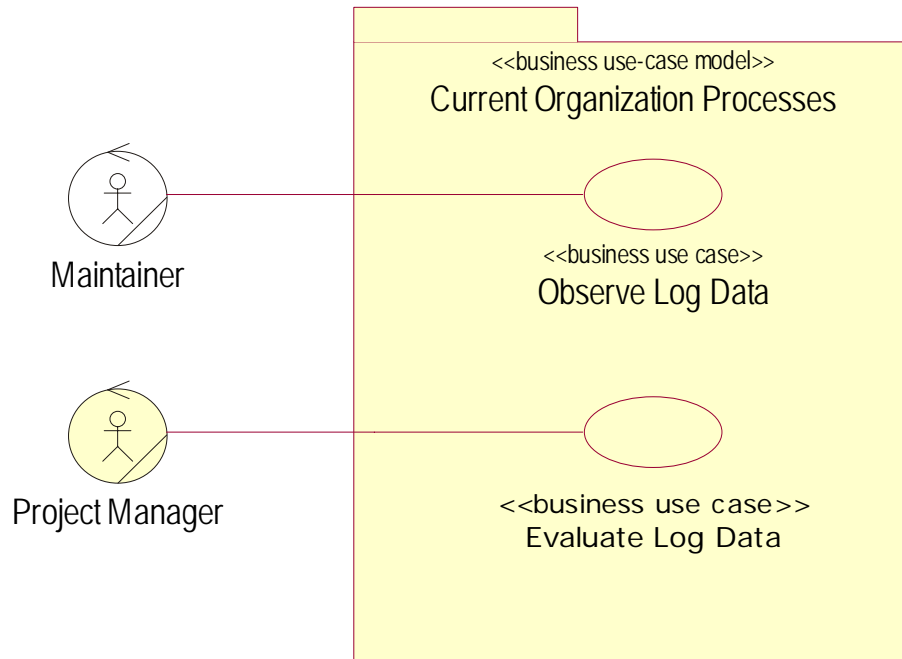 <<business use-case model>>
Current Organization Processes
Maintainer
<<business use case>>
Observe Log Data
Project Manager
<<business use case>>
Evaluate Log Data